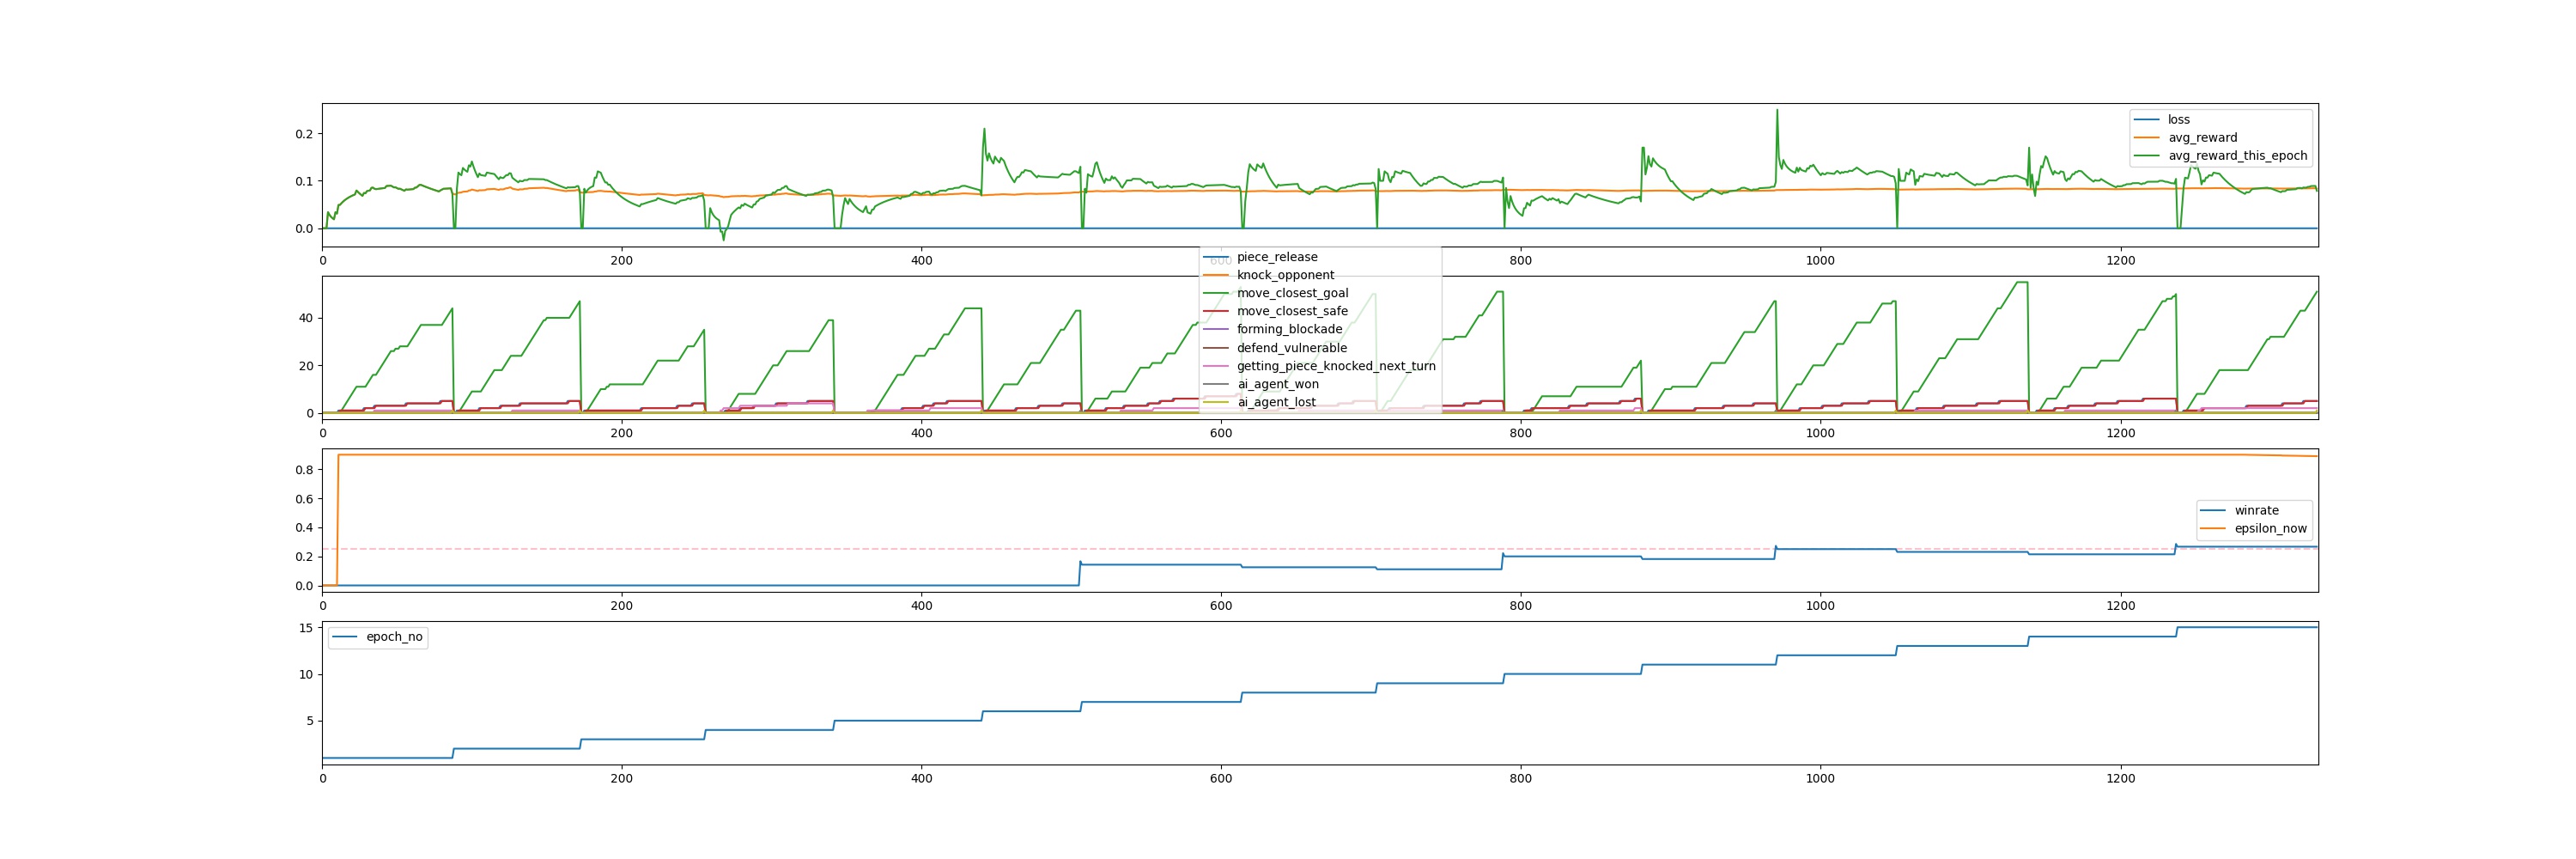 0.2
0.1
0.0
loss
avg_reward
avg_reward_this_epoch
0 200 400 600 800 1000 1200
piece_release
knock_opponent
move_closest_goal
move_closest_safe
forming_blockade
defend_vulnerable
getting_piece_knocked_next_turn
ai_agent_won
ai_agent_lost
40
20
0
0 200 400 600 800 1000 1200
0.8
0.6
0.4
0.2
0.0
winrate
epsilon_now
0 200 400 600 800 1000 1200
epoch_no
15
10
5
0 200 400 600 800 1000 1200